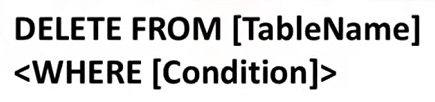 DELETE FROM [TableName]
<WHERE [Condition]>